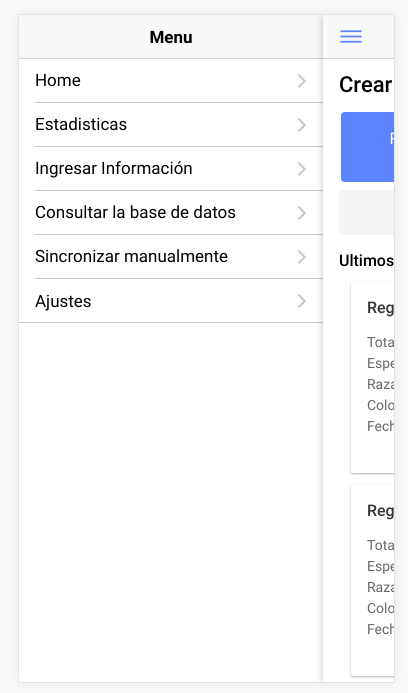 Menu
Home
Estadisticas
Ingresar Información
Consultar la base de datos
Sincronizar manualmente
Ajustes
Crear
Ultimos
Reg
Tota
Espe
Raza
Colo
Fech
Reg
Tota
Espe
Raza
Colo
Fech